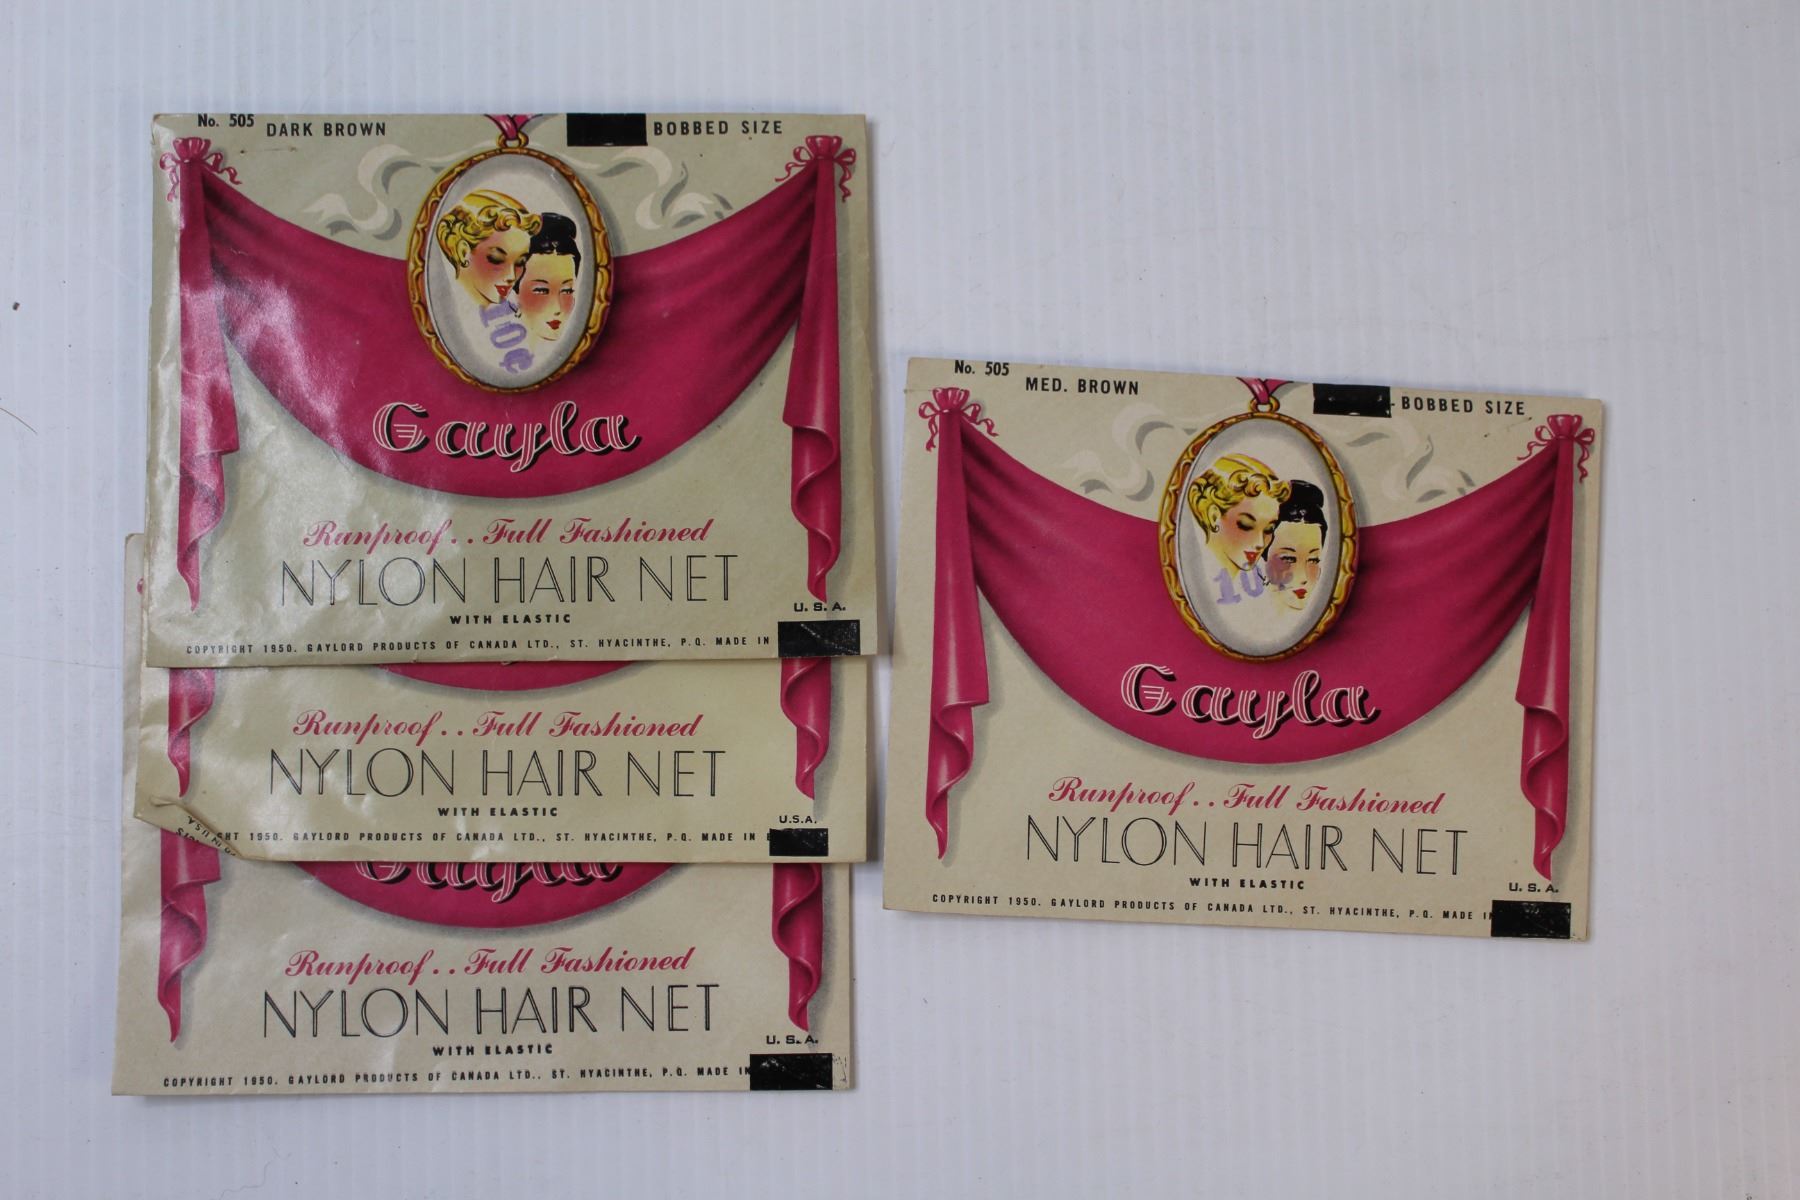 No. 505 DARK BROWN BOBBED SIZE
10¢
Gayla
Runproof.. Full Fashioned
NYLON HAIR NET
WITH ELASTIC
U. S. A.
COPYRIGHT 1950. GAYLORD PRODUCTS OF CANADA LTD., ST. HYACINTHE, P.Q. MADE IN
Runproof.. Full Fashioned
NYLON HAIR NET
WITH ELASTIC
U.S.A.
GHT 1950. GAYLORD PRODUCTS OF CANADA LTD., ST. HYACINTHE, P.Q. MADE IN
Gayla
Runproof.. Full Fashioned
NYLON HAIR NET
WITH ELASTIC
U. S. A.
COPYRIGHT 1950. GAYLORD PRODUCTS OF CANADA LTD., ST. HYACINTHE, P.Q. MADE IN
No. 505 MED. BROWN -BOBBED SIZE
10¢
Gayla
Runproof.. Full Fashioned
NYLON HAIR NET
WITH ELASTIC
U. S. A.
COPYRIGHT 1950. GAYLORD PRODUCTS OF CANADA LTD., ST. HYACINTHE, P.Q. MADE IN